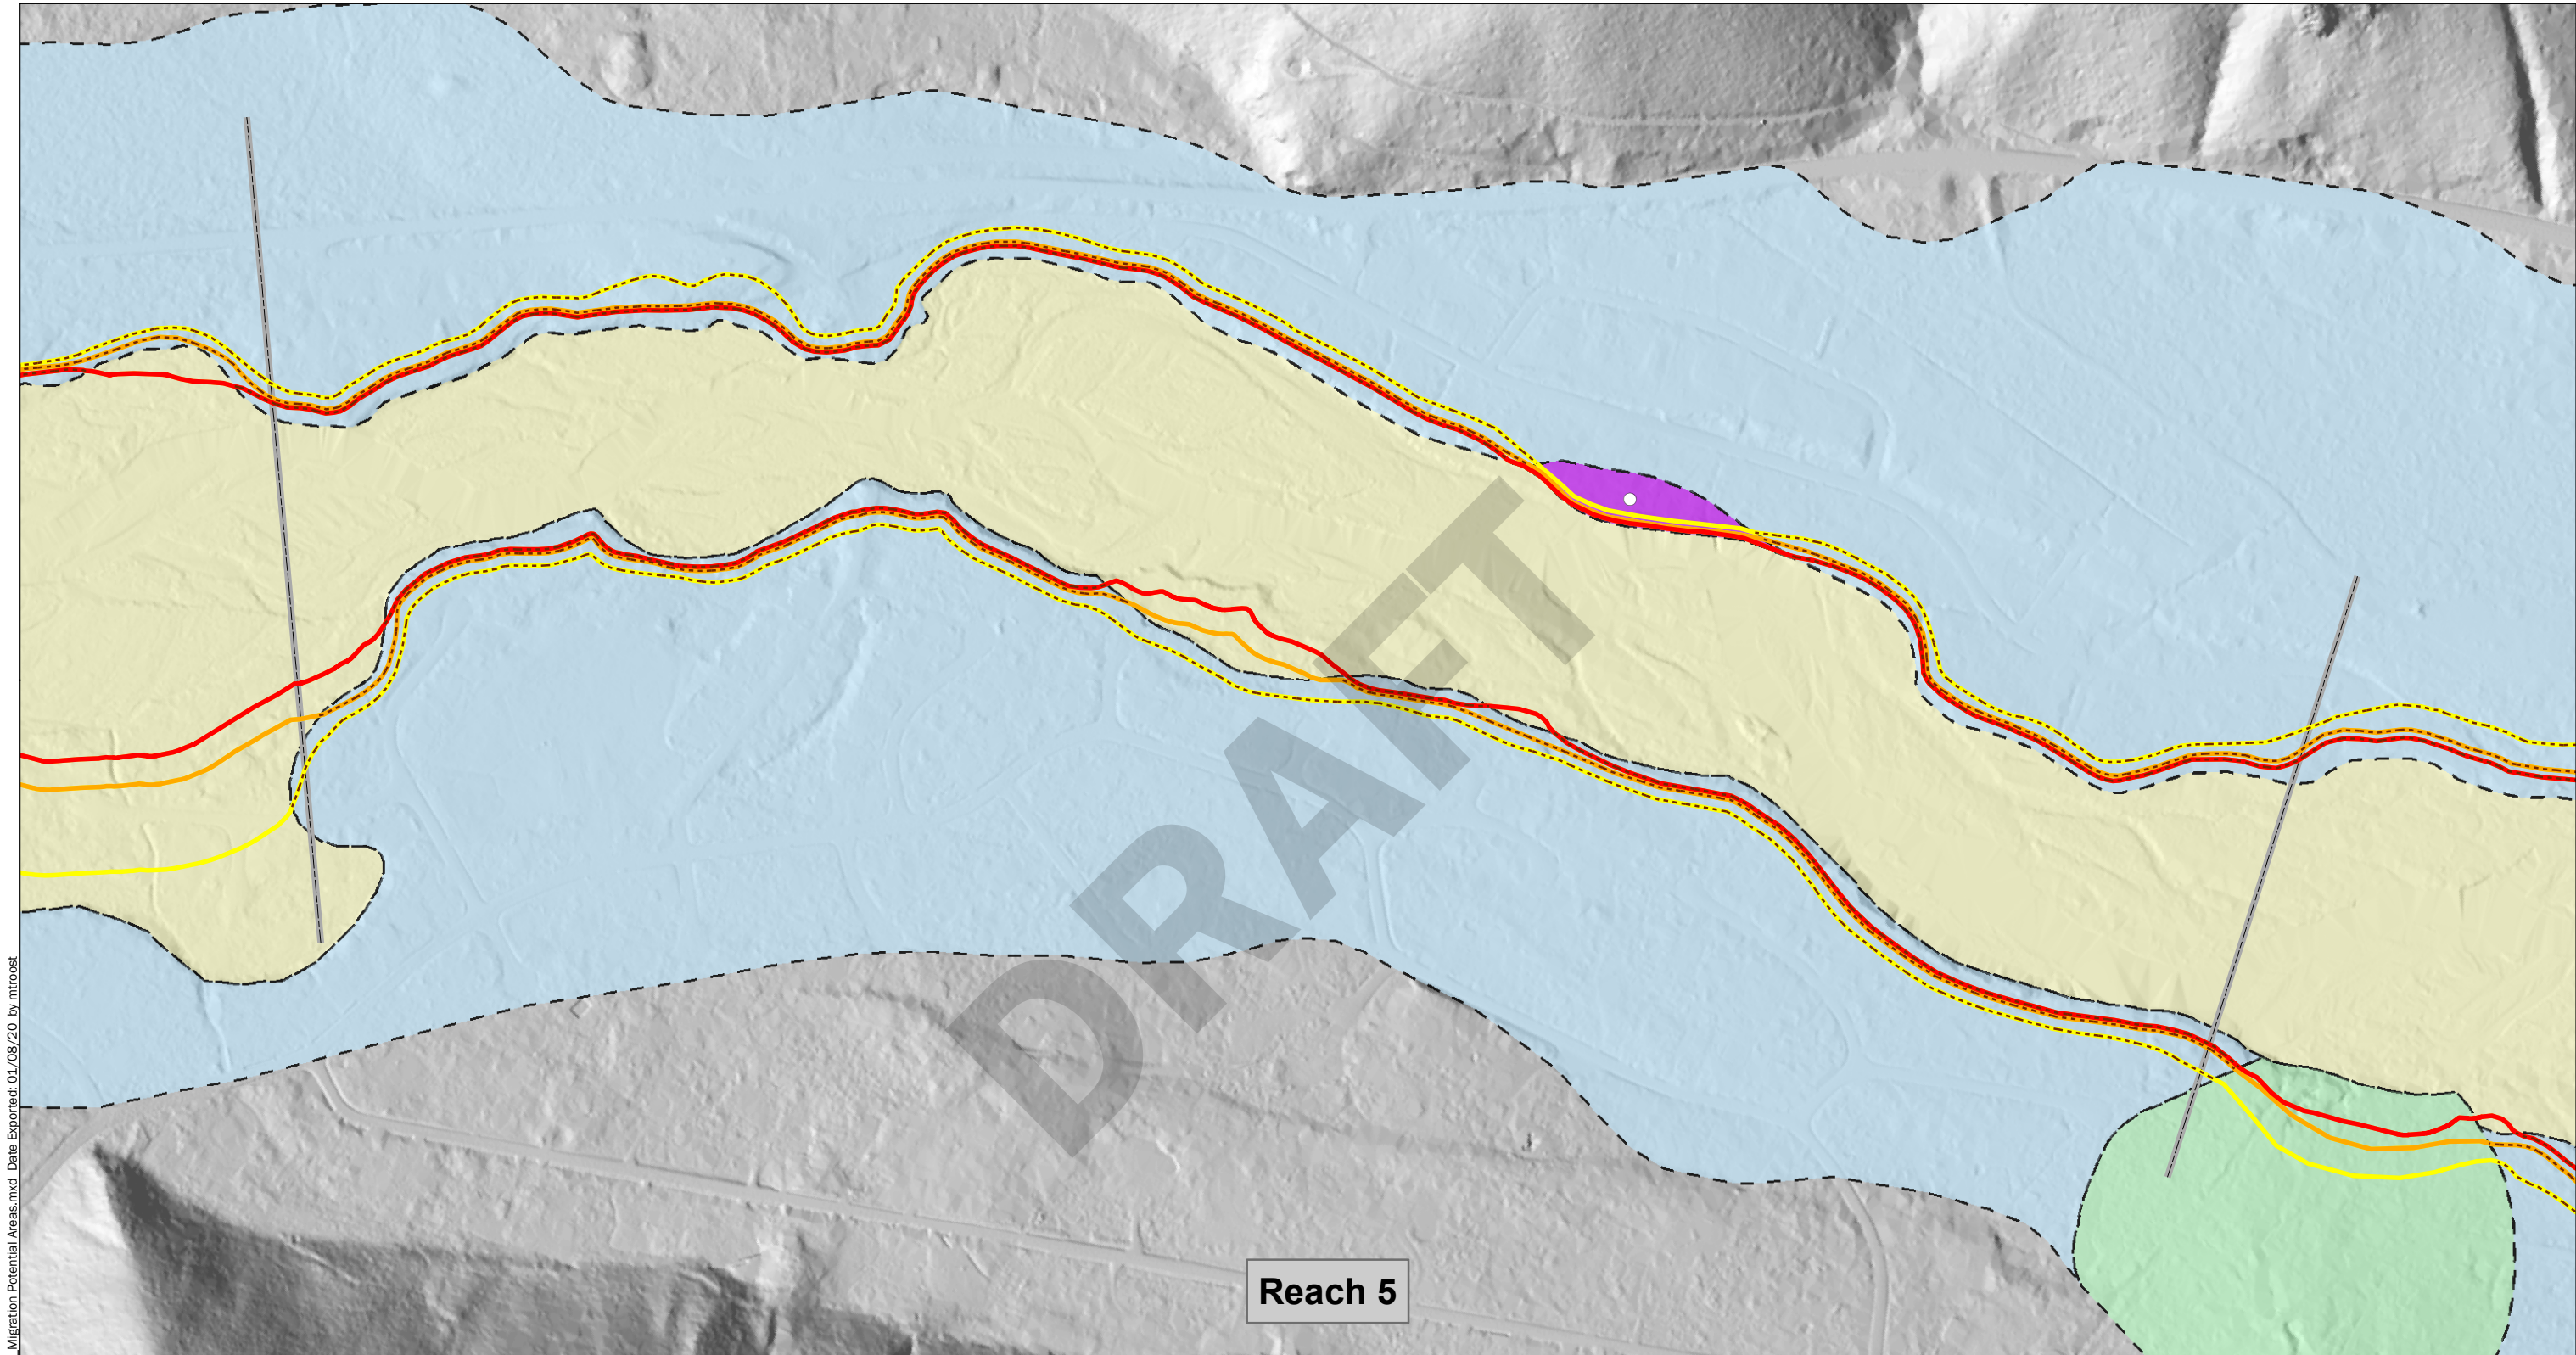 DRAFT
Reach 5
Migration Potential Areas.mxd Date Exported: 01/08/20 by mtroost